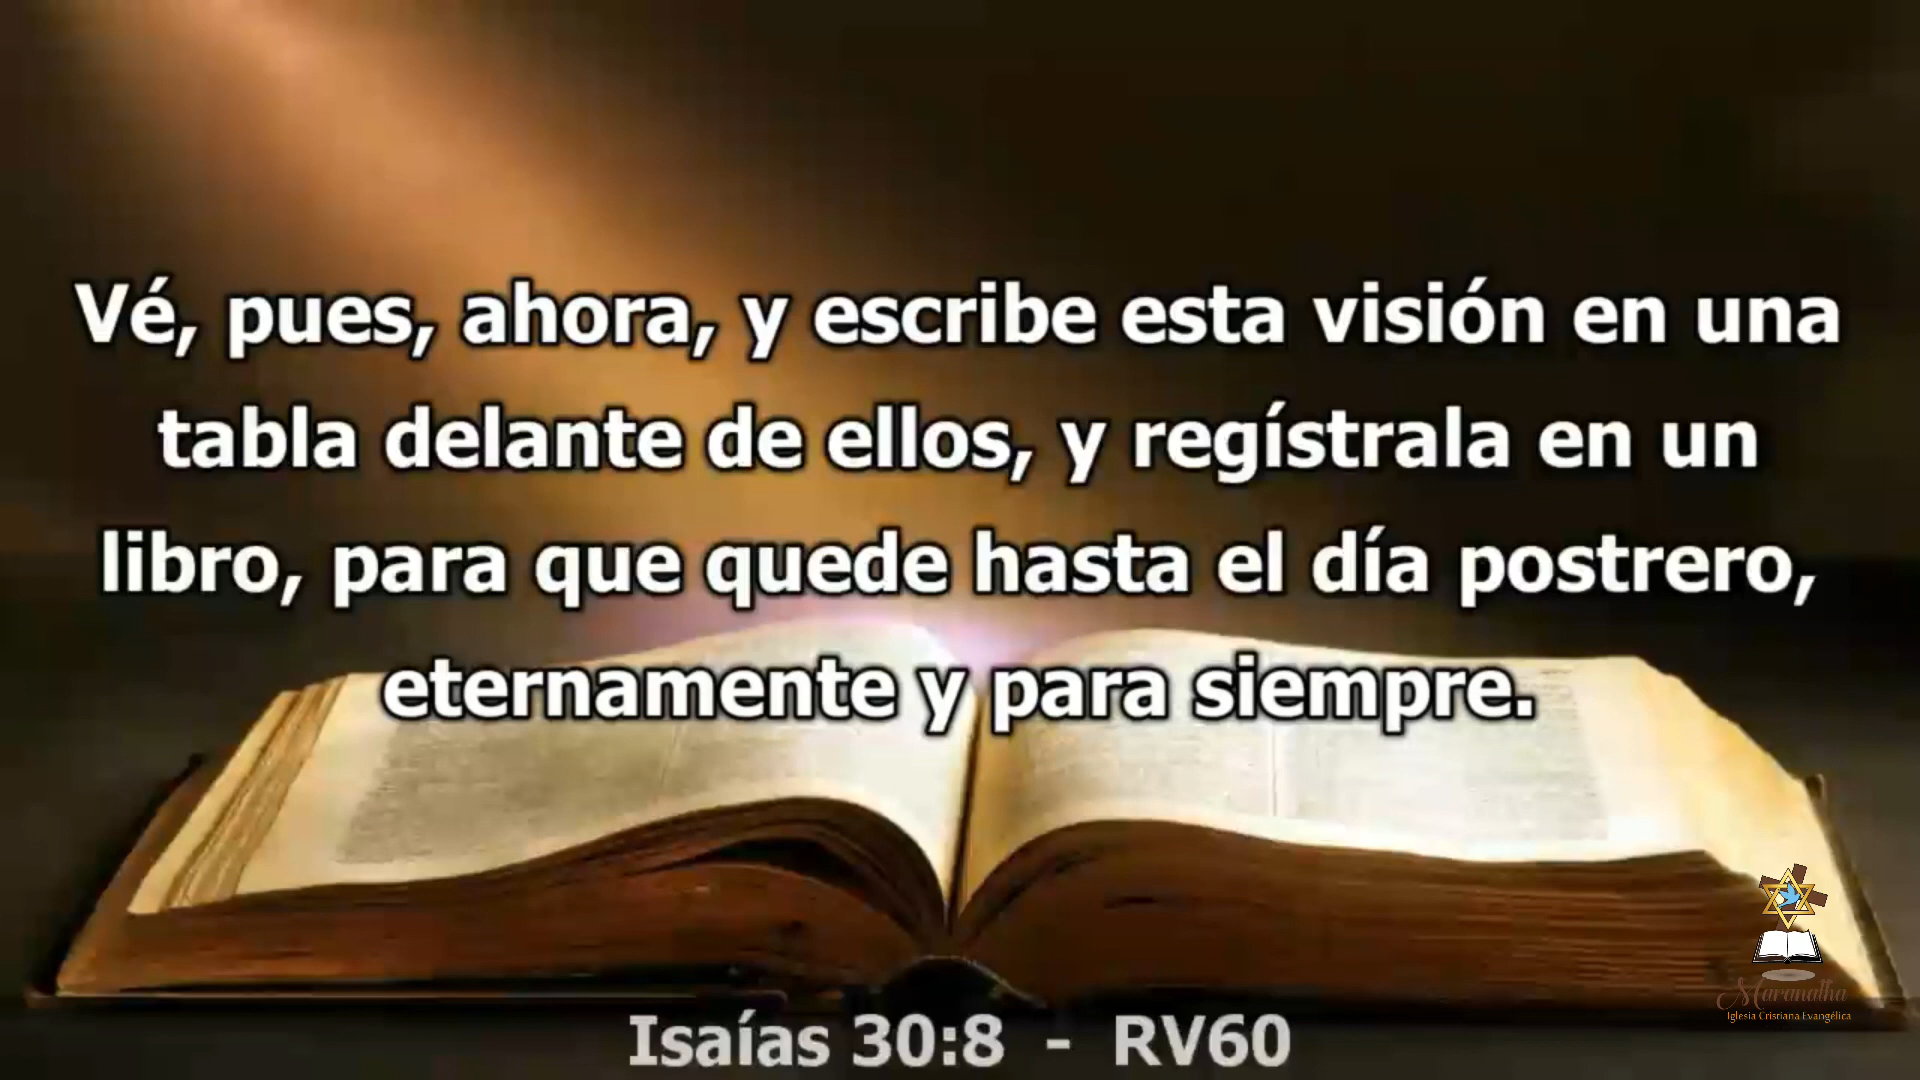 Vé, pues, ahora, y escribe esta visión en una
tabla delante de ellos, y regístrala en un
libro, para que quede hasta el día postrero,
eternamente y para siempre.
Maranatha
Iglesia Cristiana Evangélica
Isaías 30:8 - RV60